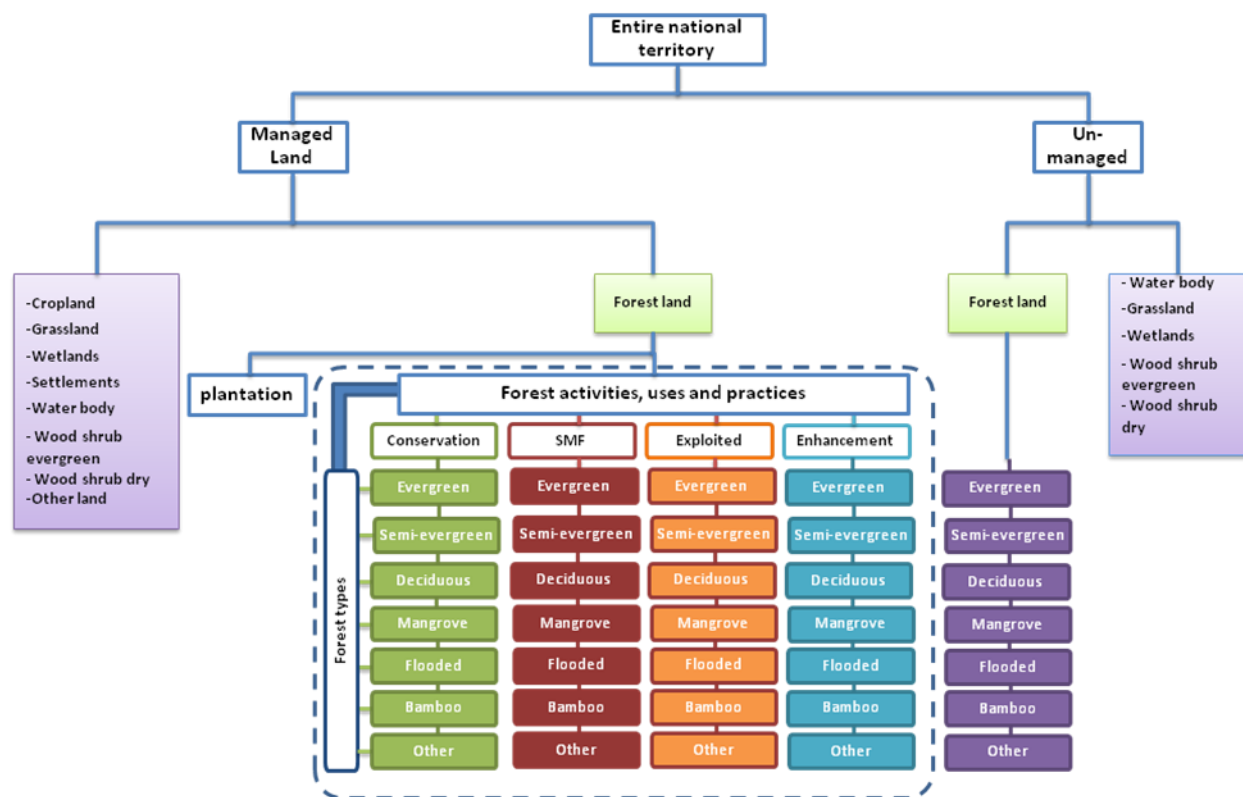 Entire national
territory
Managed
Land
Un-
managed
-Cropland
-Grassland
-Wetlands
-Settlements
-Water body
- Wood shrub
evergreen
- Wood shrub dry
-Other land
Forest land
Forest land
- Water body
-Grassland
-Wetlands
- Wood shrub
evergreen
- Wood shrub
dry
plantation
Forest activities, uses and practices
Forest types
Conservation
SMF
Exploited
Enhancement
Evergreen
Evergreen
Evergreen
Evergreen
Evergreen
Semi-evergreen
Semi-evergreen
Semi-evergreen
Semi-evergreen
Semi-evergreen
Deciduous
Deciduous
Deciduous
Deciduous
Deciduous
Mangrove
Mangrove
Mangrove
Mangrove
Mangrove
Flooded
Flooded
Flooded
Flooded
Flooded
Bamboo
Bamboo
Bamboo
Bamboo
Bamboo
Other
Other
Other
Other
Other